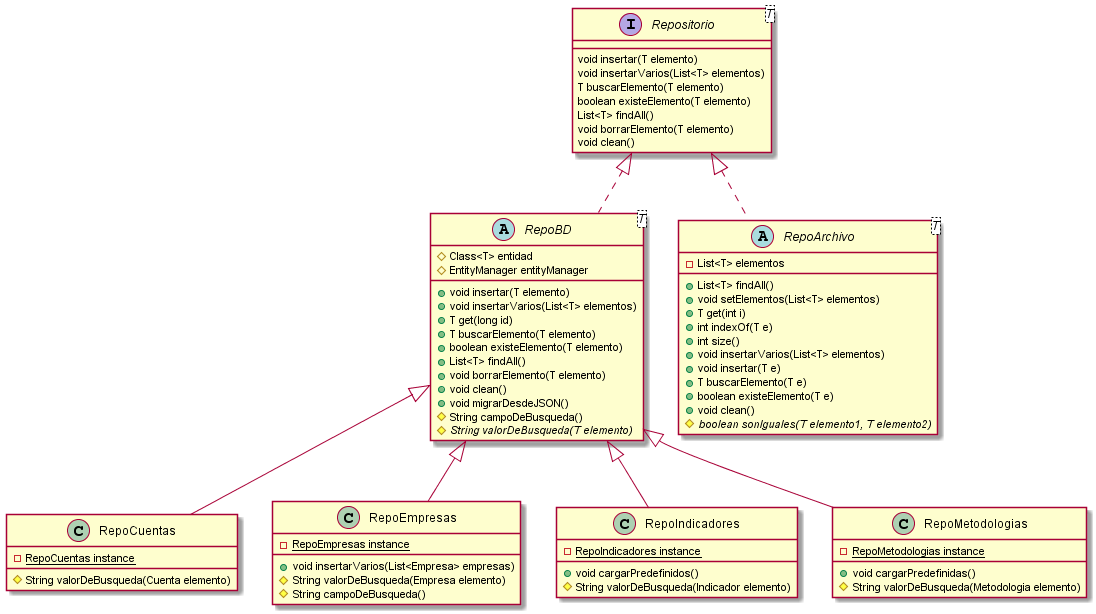 I Repositorio
T
void insertar(T elemento)
void insertarVarios(List<T> elementos)
T buscarElemento(T elemento)
boolean existeElemento(T elemento)
List<T> findAll()
void borrarElemento(T elemento)
void clean()
A RepoBD
T
Class<T> entidad
EntityManager entityManager
void insertar(T elemento)
void insertarVarios(List<T> elementos)
T get(long id)
T buscarElemento(T elemento)
boolean existeElemento(T elemento)
List<T> findAll()
void borrarElemento(T elemento)
void clean()
void migrarDesdeJSON()
String campoDeBusqueda()
String valorDeBusqueda(T elemento)
A RepoArchivo
T
List<T> elementos
List<T> findAll()
void setElementos(List<T> elementos)
T get(int i)
int indexOf(T e)
int size()
void insertarVarios(List<T> elementos)
void insertar(T e)
T buscarElemento(T e)
boolean existeElemento(T e)
void clean()
boolean sonIguales(T elemento1, T elemento2)
C RepoCuentas
RepoCuentas instance
String valorDeBusqueda(Cuenta elemento)
C RepoEmpresas
RepoEmpresas instance
void insertarVarios(List<Empresa> empresas)
String valorDeBusqueda(Empresa elemento)
String campoDeBusqueda()
C RepoIndicadores
RepoIndicadores instance
void cargarPredefinidos()
String valorDeBusqueda(Indicador elemento)
C RepoMetodologias
RepoMetodologias instance
void cargarPredefinidas()
String valorDeBusqueda(Metodologia elemento)